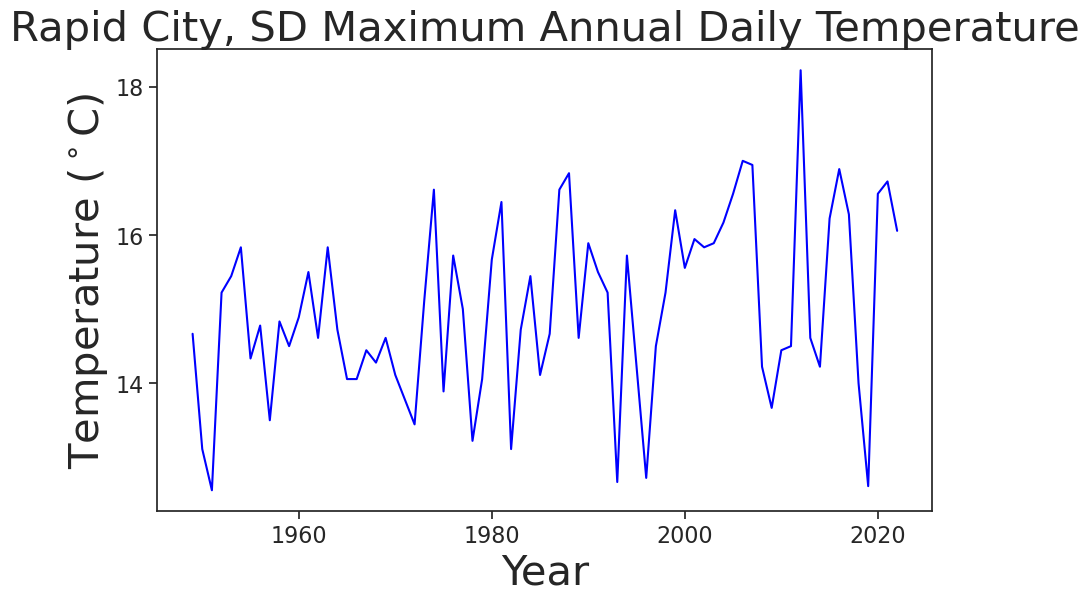 Rapid City, SD Maximum Annual Daily Temperature
Temperature (°C)
18
16
14
1960
1980
2000
2020
Year